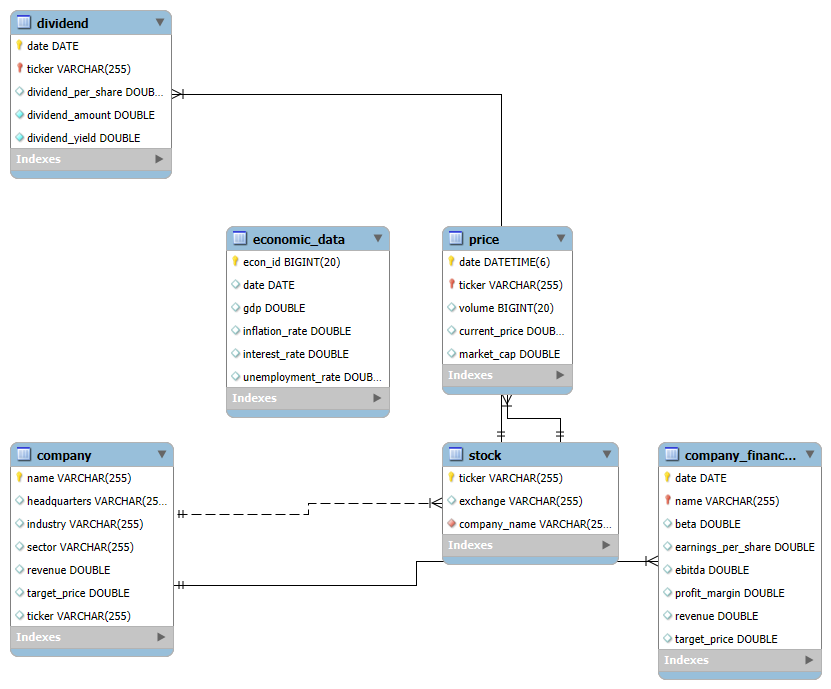 dividend
date DATE
ticker VARCHAR(255)
dividend_per_share DOUB...
dividend_amount DOUBLE
dividend_yield DOUBLE
Indexes
economic_data
econ_id BIGINT(20)
date DATE
gdp DOUBLE
inflation_rate DOUBLE
interest_rate DOUBLE
unemployment_rate DOUB...
Indexes
price
date DATETIME(6)
ticker VARCHAR(255)
volume BIGINT(20)
current_price DOUB...
market_cap DOUBLE
Indexes
company
name VARCHAR(255)
headquarters VARCHAR(25...
industry VARCHAR(255)
sector VARCHAR(255)
revenue DOUBLE
target_price DOUBLE
ticker VARCHAR(255)
Indexes
stock
ticker VARCHAR(255)
exchange VARCHAR(255)
company_name VARCHAR(25...
Indexes
company_financ...
date DATE
name VARCHAR(255)
beta DOUBLE
earnings_per_share DOUBLE
ebitda DOUBLE
profit_margin DOUBLE
revenue DOUBLE
target_price DOUBLE
Indexes